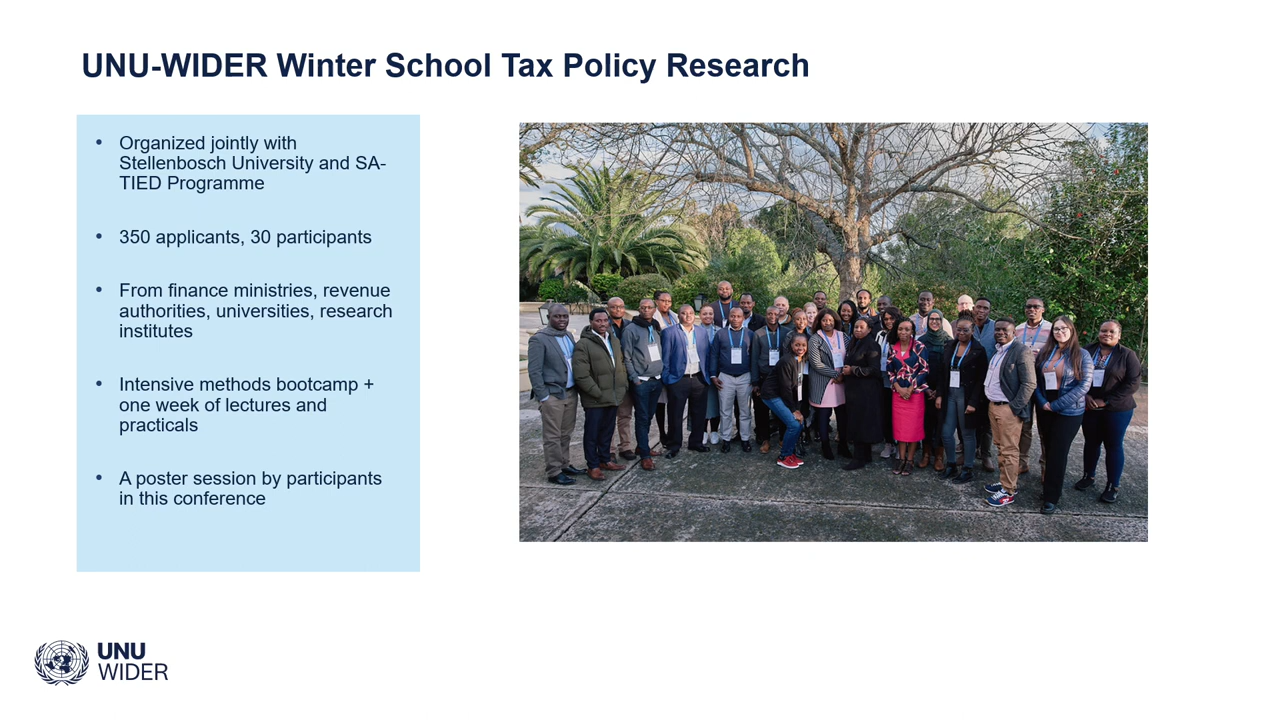 UNU-WIDER Winter School Tax Policy Research
• Organized jointly with
Stellenbosch University and SA-
TIED Programme
• 350 applicants, 30 participants
• From finance ministries, revenue
authorities, universities, research
institutes
• Intensive methods bootcamp +
one week of lectures and
practicals
• A poster session by participants
in this conference
UNU
WIDER